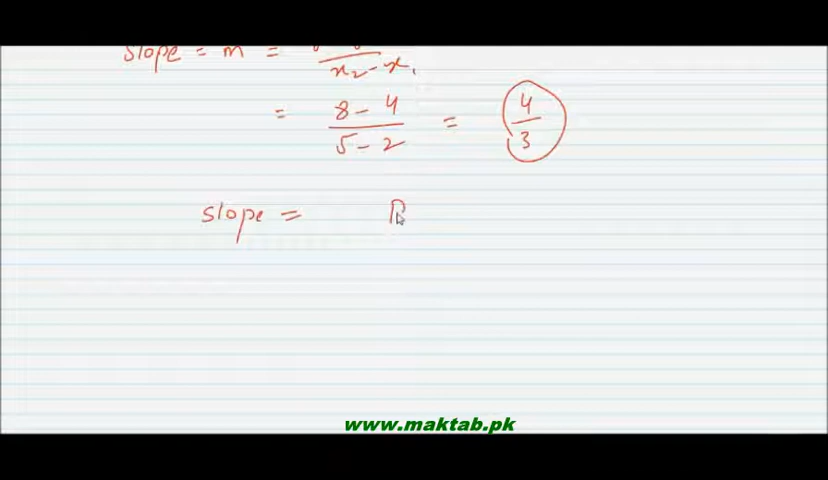 slope = m =
x₂ - x₁
= 8 - 4 / 5 - 2 = 4 / 3
slope =
www.maktab.pk